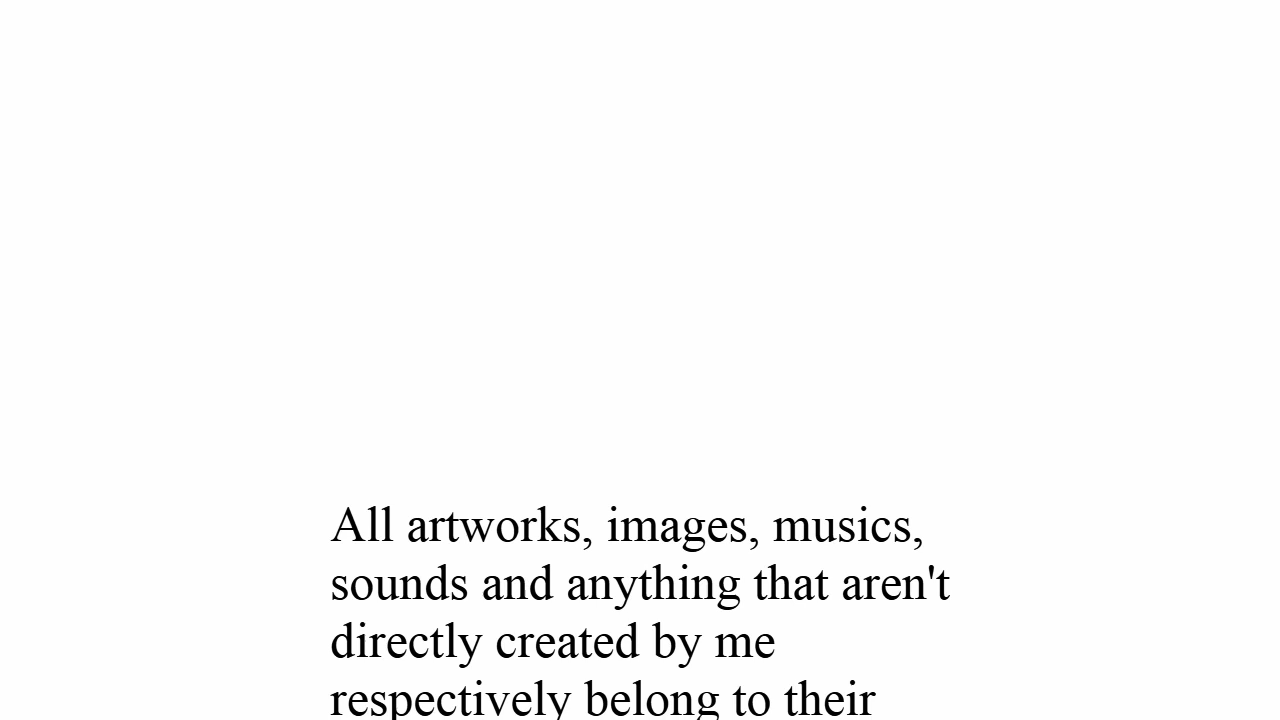 All artworks, images, musics,
sounds and anything that aren't
directly created by me
respectively belong to their